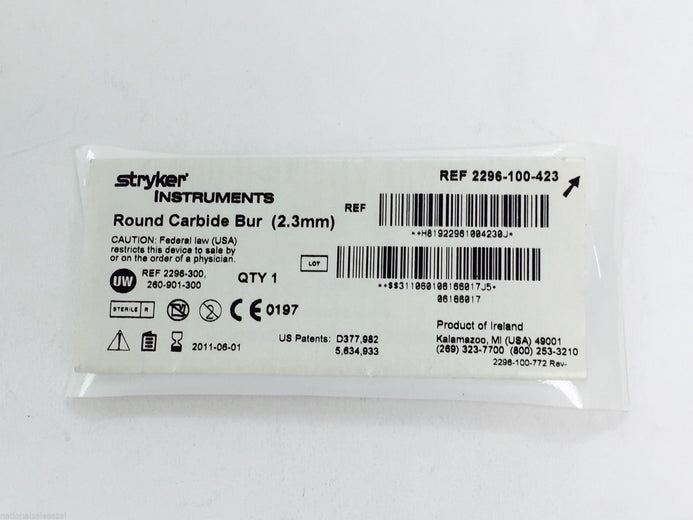 stryker
INSTRUMENTS
REF 2296-100-423
Round Carbide Bur (2.3mm)
REF
**H81922961004230J*
CAUTION: Federal law (USA)
restricts this device to sale by
or on the order of a physician.
LOT
UW
REF 2296-300,
260-901-300
QTY 1
06166017
STERILE R
2
CE 0197
2011-06-01
US Patents: D377,982
5,634,933
Product of Ireland
Kalamazoo, MI (USA) 49001
(269) 323-7700 (800) 253-3210
2296-100-772 Rev-